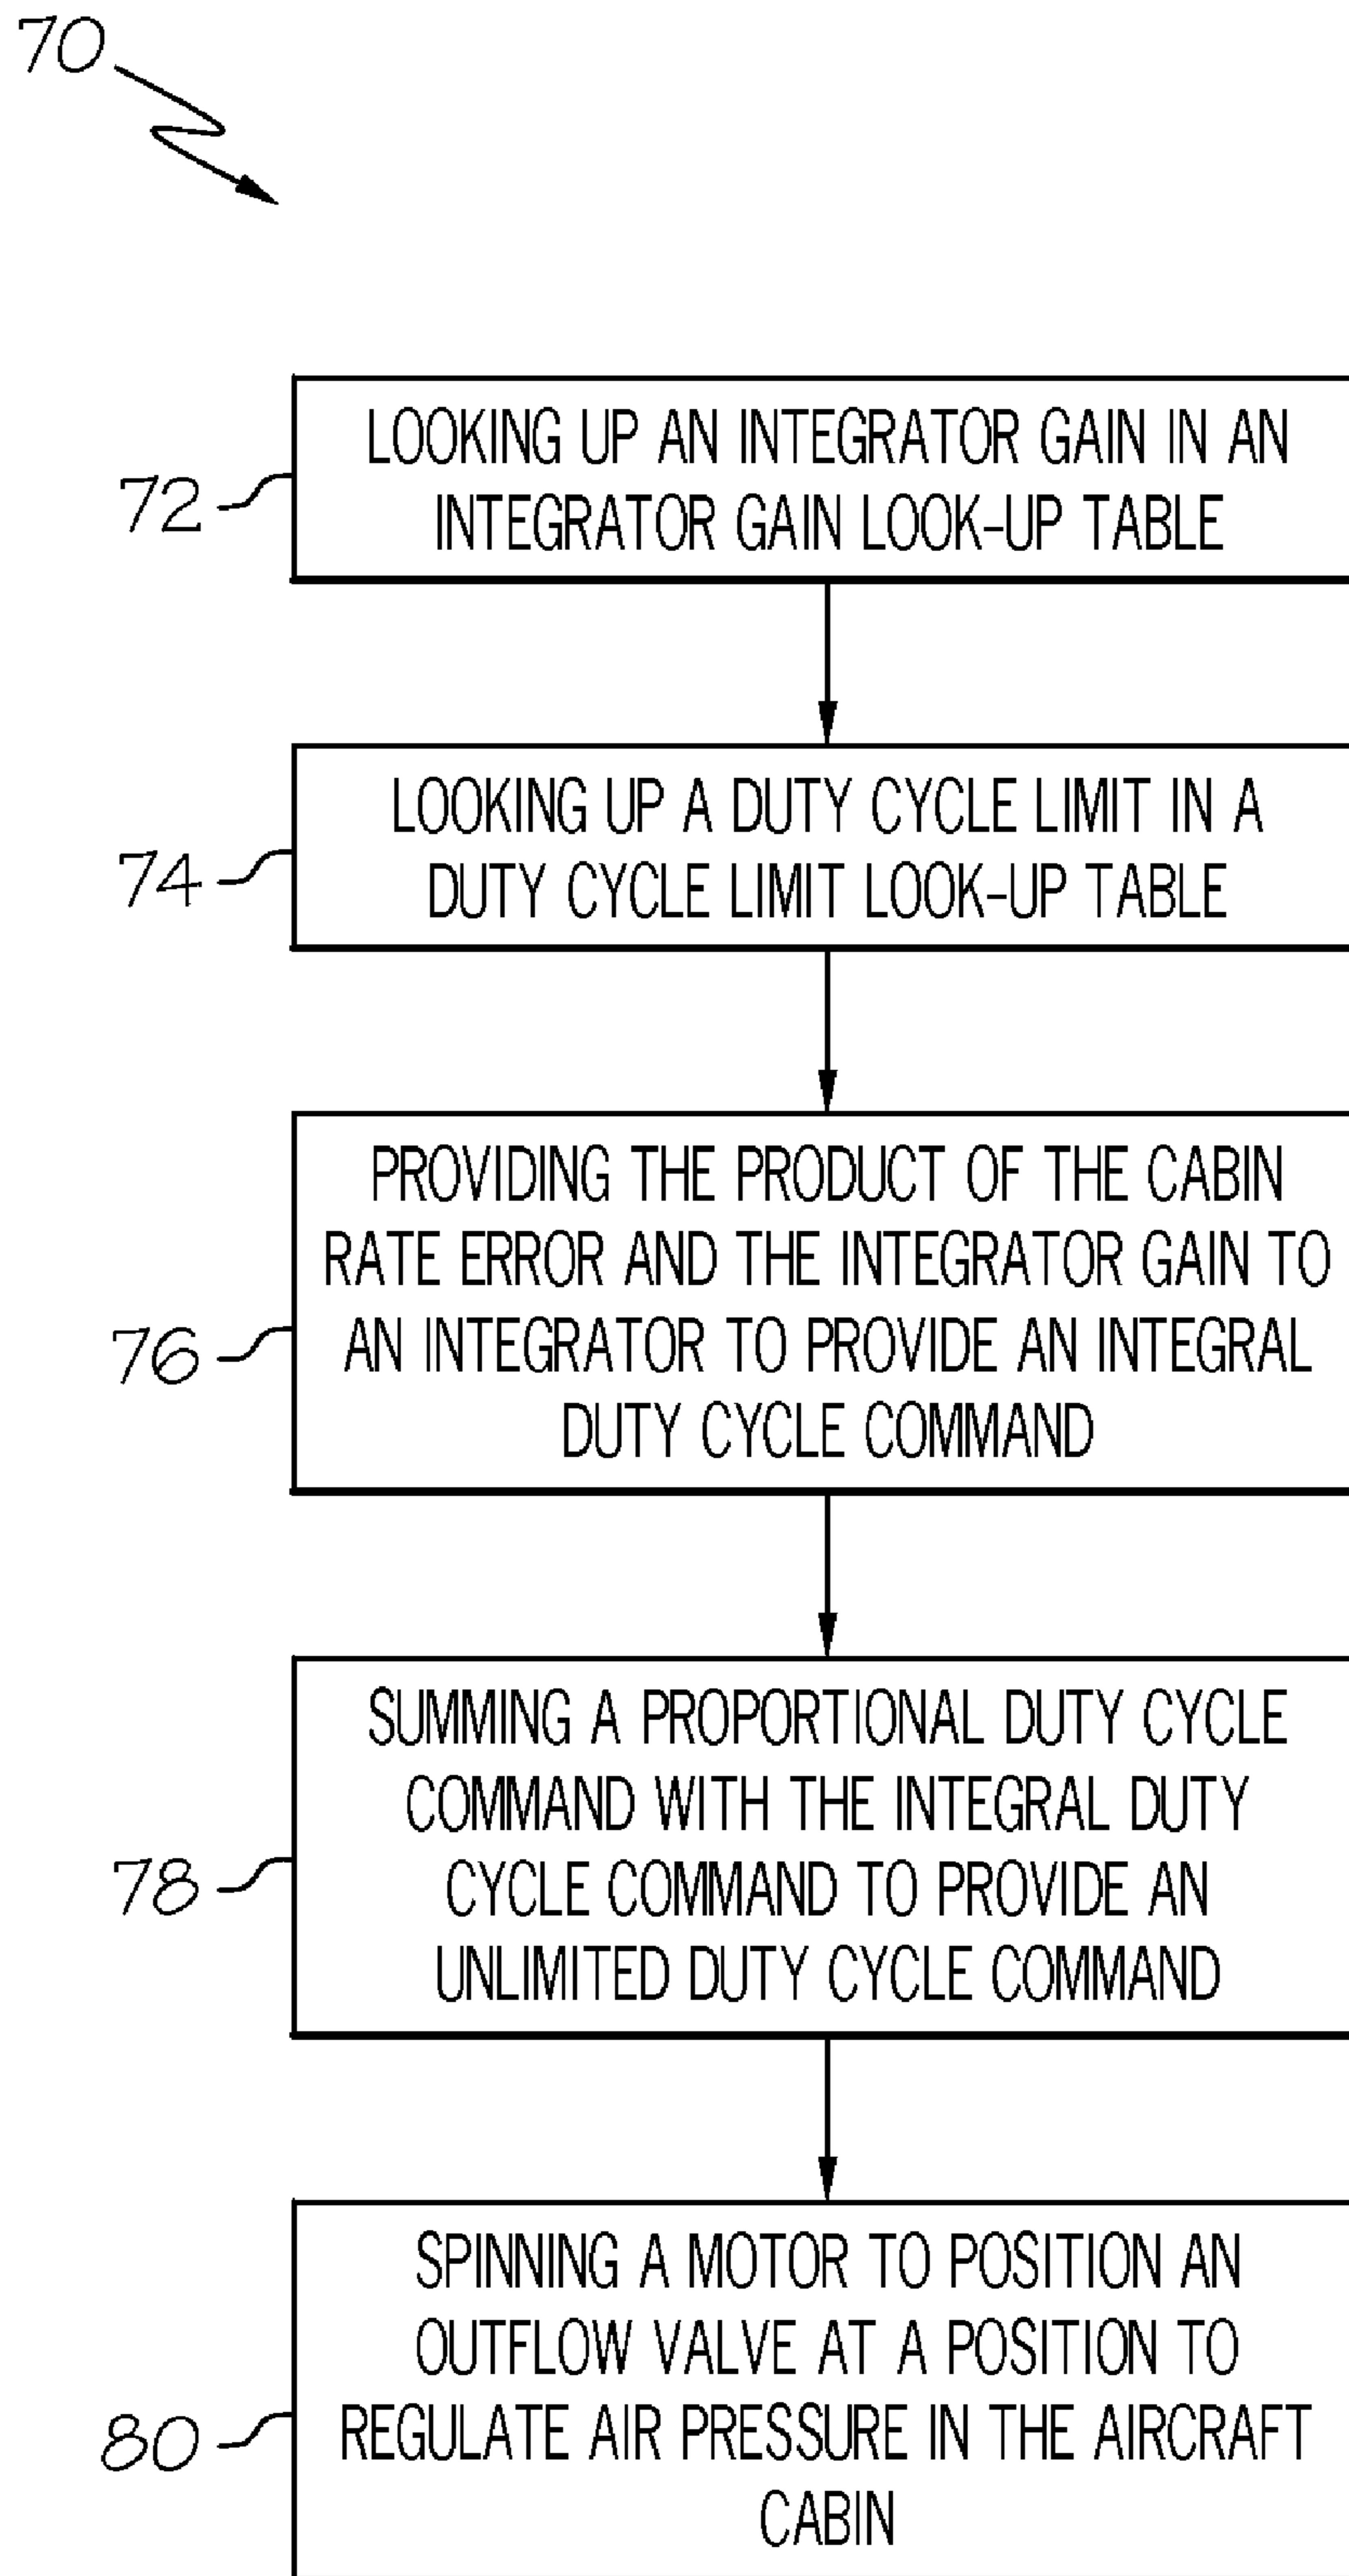 70
72
LOOKING UP AN INTEGRATOR GAIN IN AN
INTEGRATOR GAIN LOOK-UP TABLE
74
LOOKING UP A DUTY CYCLE LIMIT IN A
DUTY CYCLE LIMIT LOOK-UP TABLE
76
PROVIDING THE PRODUCT OF THE CABIN
RATE ERROR AND THE INTEGRATOR GAIN TO
AN INTEGRATOR TO PROVIDE AN INTEGRAL
DUTY CYCLE COMMAND
78
SUMMING A PROPORTIONAL DUTY CYCLE
COMMAND WITH THE INTEGRAL DUTY
CYCLE COMMAND TO PROVIDE AN
UNLIMITED DUTY CYCLE COMMAND
80
SPINNING A MOTOR TO POSITION AN
OUTFLOW VALVE AT A POSITION TO
REGULATE AIR PRESSURE IN THE AIRCRAFT
CABIN